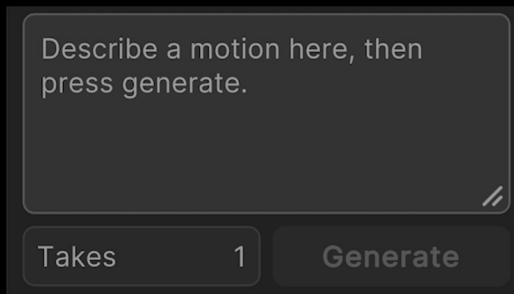 Describe a motion here, then
press generate.
Takes 1
Generate